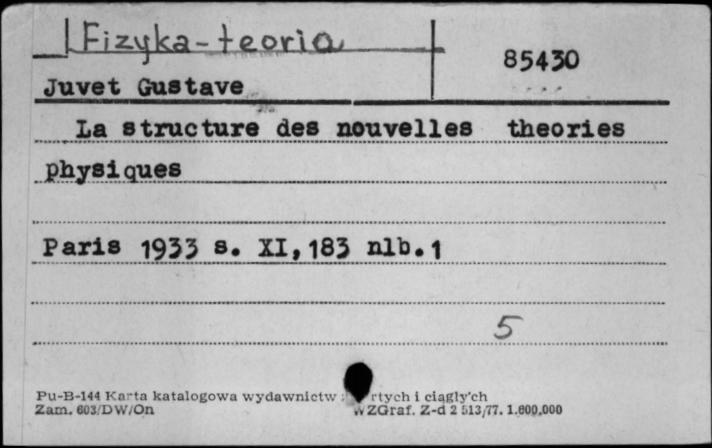 Fizyka-teoria
85430
Juvet Gustave
La structure des nouvelles theories
physiques
Paris 1933 s. XI, 183 nlb. 1
5
Pu-B-144 Karta katalogowa wydawnictw rtych i ciągły'ch
Zam. 603/DW/On WZGraf. Z-d 2 513/77. 1.600.000